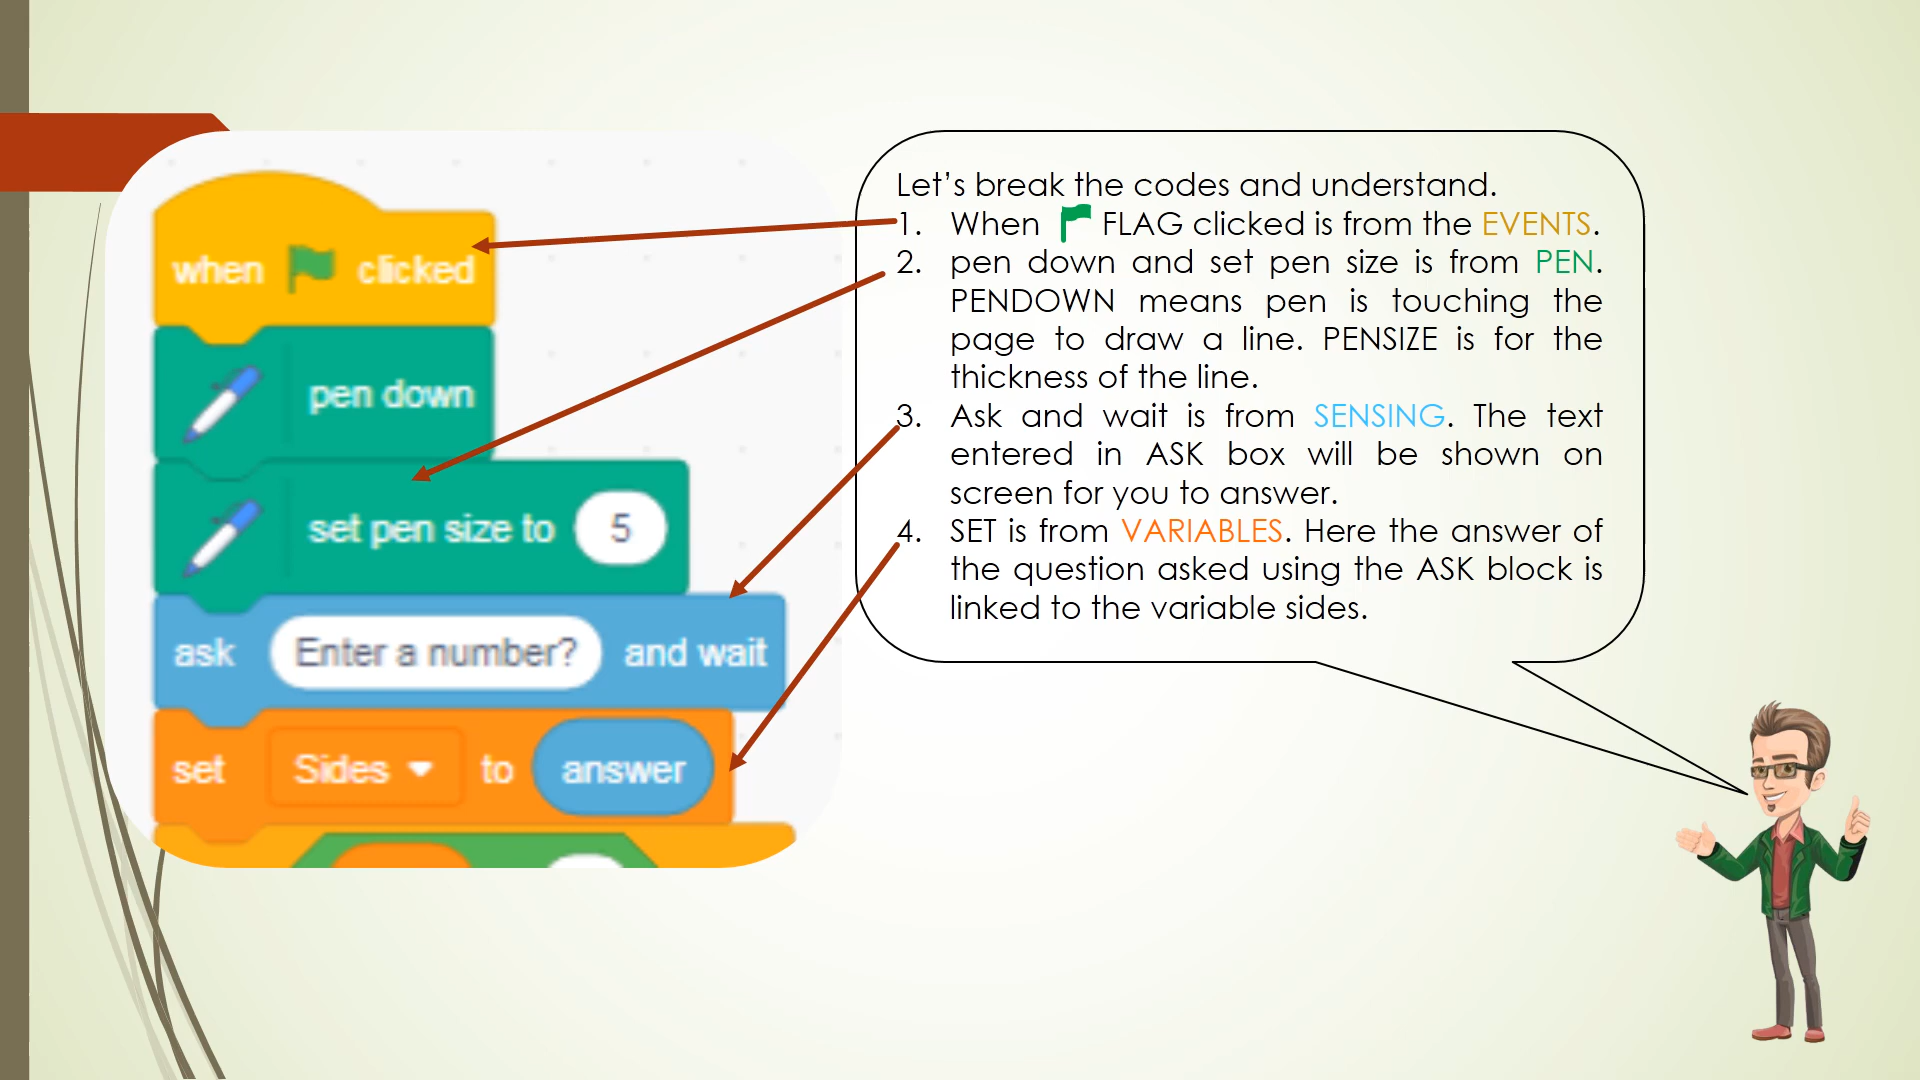 when clicked
pen down
set pen size to 5
ask Enter a number? and wait
set Sides to answer
Let’s break the codes and understand.
1. When FLAG clicked is from the EVENTS.
2. pen down and set pen size is from PEN.
PENDOWN means pen is touching the
page to draw a line. PENSIZE is for the
thickness of the line.
3. Ask and wait is from SENSING. The text
entered in ASK box will be shown on
screen for you to answer.
4. SET is from VARIABLES. Here the answer of
the question asked using the ASK block is
linked to the variable sides.